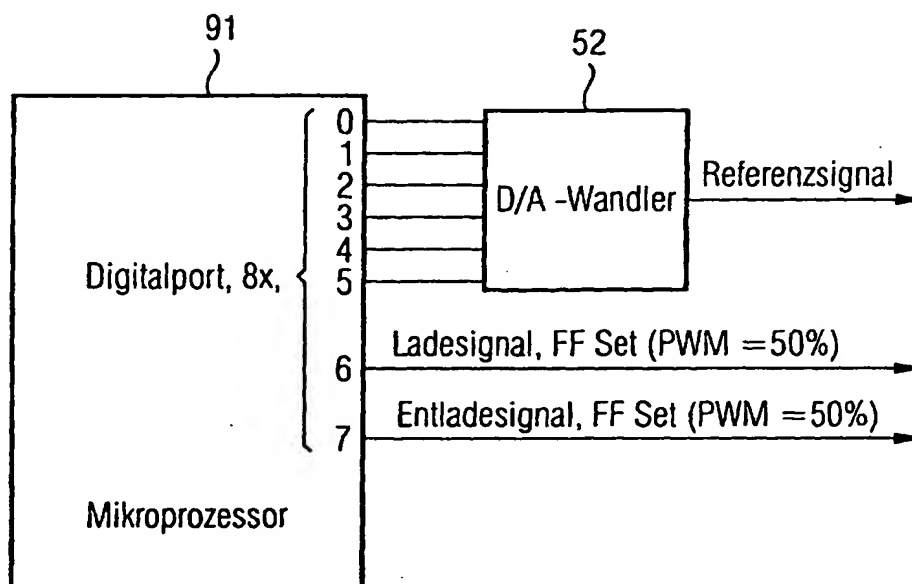 91
52
0
1
2
3
4
5
6
7
D/A -Wandler
Referenzsignal
Digitalport, 8x,
Ladesignal, FF Set (PWM =50%)
Entladesignal, FF Set (PWM =50%)
Mikroprozessor